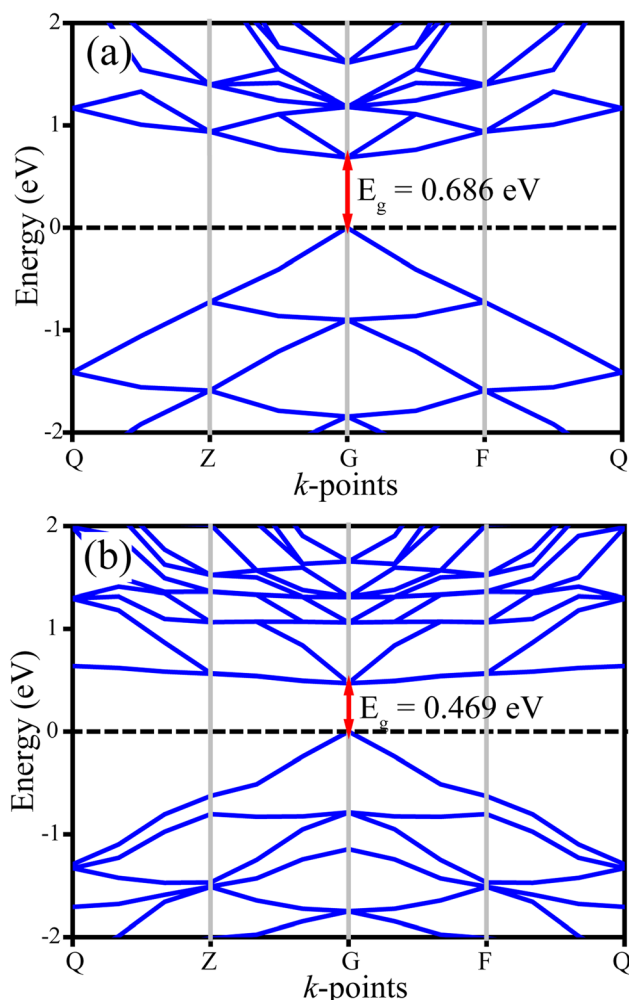 (a)
2
1
0
-1
-2
Energy (eV)
E_g = 0.686 eV
Q Z G F Q
k-points
(b)
2
1
0
-1
-2
Energy (eV)
E_g = 0.469 eV
Q Z G F Q
k-points